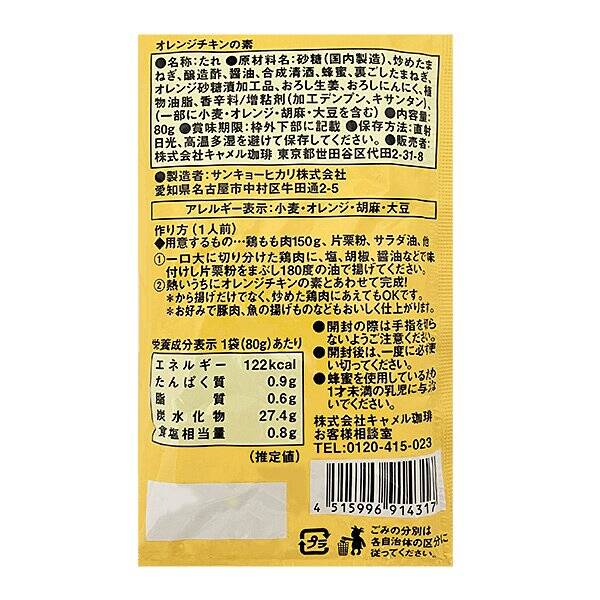 オレンジチキンの素
●名称:たれ ●原材料名:砂糖(国内製造)、炒めたま
ねぎ、醸造酢、醤油、合成清酒、蜂蜜、裏ごしたまねぎ、
オレンジ砂糖漬加工品、おろし生姜、おろしにんにく、植
物油脂、香辛料/増粘剤(加工デンプン、キサンタン)、
(一部に小麦・オレンジ・胡麻・大豆を含む) ●内容量:
80g ●賞味期限:枠外下部に記載 ●保存方法:直射
日光、高温多湿を避けて保存してください。●販売者:
株式会社キャメル珈琲 東京都世田谷区代田2-31-8
●製造者:サンキョーヒカリ株式会社
愛知県名古屋市中村区牛田通2-5
アレルギー表示:小麦・オレンジ・胡麻・大豆
作り方(1人前)
◆用意するもの…鶏もも肉150g、片栗粉、サラダ油、他
①一口大に切り分けた鶏肉に、塩、胡椒、醤油などで味
付けし片栗粉をまぶし180度の油で揚げてください。
②熱いうちにオレンジチキンの素とあわせて完成!
*から揚げだけでなく、炒めた鶏肉にあえてもOKです。
*お好みで豚肉、魚の揚げものなどもおいしく仕上がります。
栄養成分表示 1袋(80g)あたり
エネルギー 122kcal
たんぱく質 0.9g
脂質 0.6g
炭水化物 27.4g
食塩相当量 0.8g
(推定値)
●開封の際は手指を切ら
ないようご注意ください。
●開封後は、一度に必ず使
い切ってください。
●蜂蜜を使用しているため
1才未満の乳児に与えな
いでください。
株式会社キャメル珈琲
お客様相談室
TEL:0120-415-023
4 515996 914317
プラ
ごみの分別は
各自治体の区分に
従ってください。